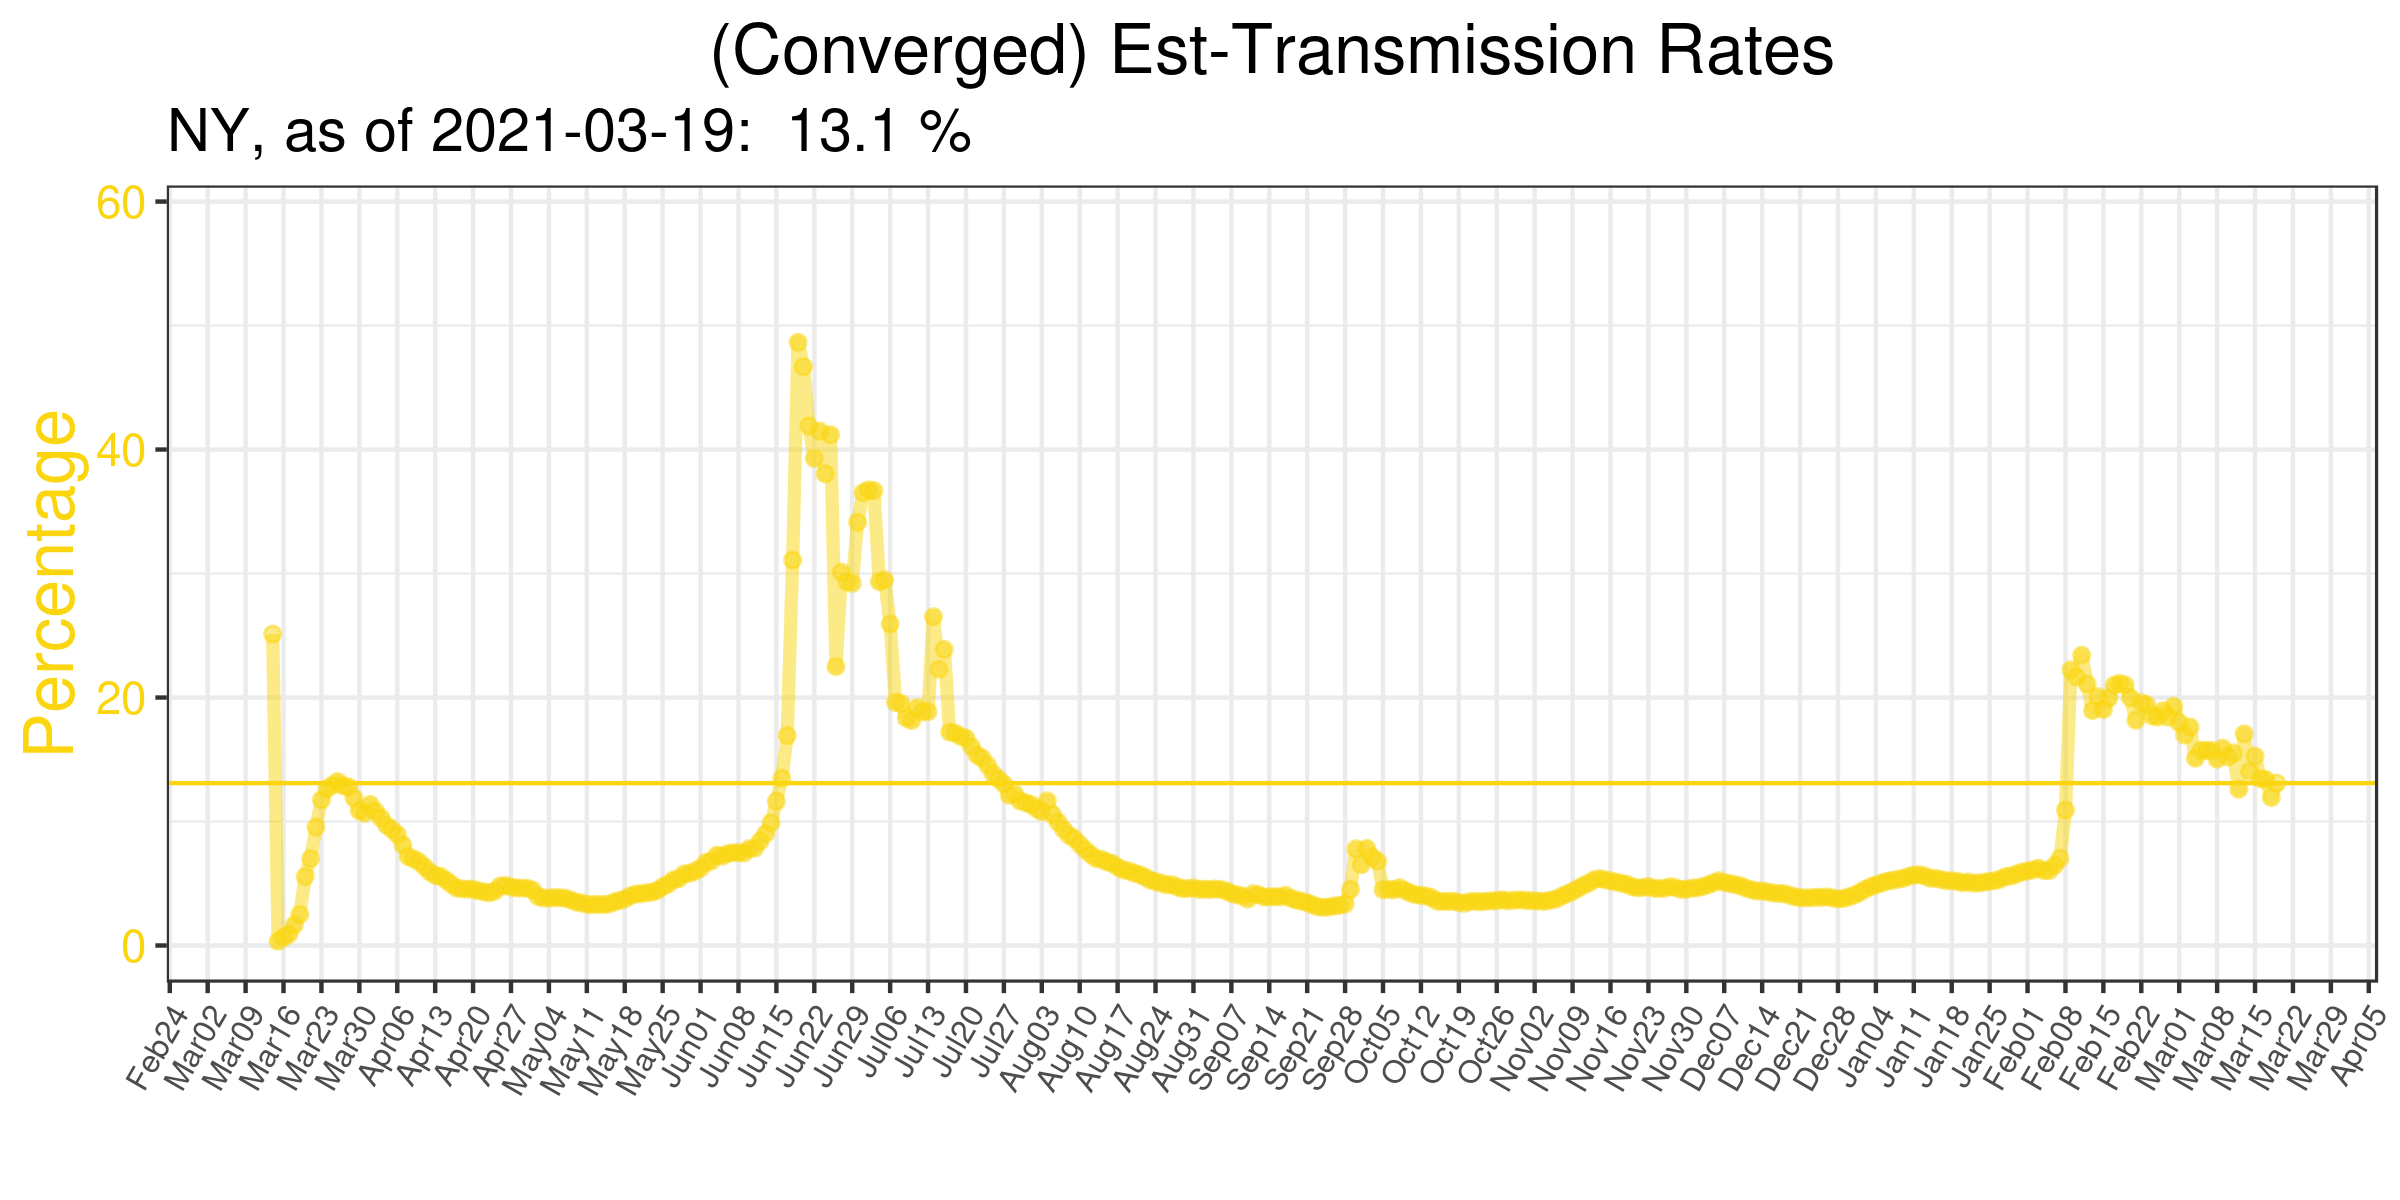 (Converged) Est-Transmission Rates
NY, as of 2021-03-19:  13.1 %
Percentage
60
40
20
0
Feb24
Mar02
Mar09
Mar16
Mar23
Mar30
Apr06
Apr13
Apr20
Apr27
May04
May11
May18
May25
Jun01
Jun08
Jun15
Jun22
Jun29
Jul06
Jul13
Jul20
Jul27
Aug03
Aug10
Aug17
Aug24
Aug31
Sep07
Sep14
Sep21
Sep28
Oct05
Oct12
Oct19
Oct26
Nov02
Nov09
Nov16
Nov23
Nov30
Dec07
Dec14
Dec21
Dec28
Jan04
Jan11
Jan18
Jan25
Feb01
Feb08
Feb15
Feb22
Mar01
Mar08
Mar15
Mar22
Mar29
Apr05